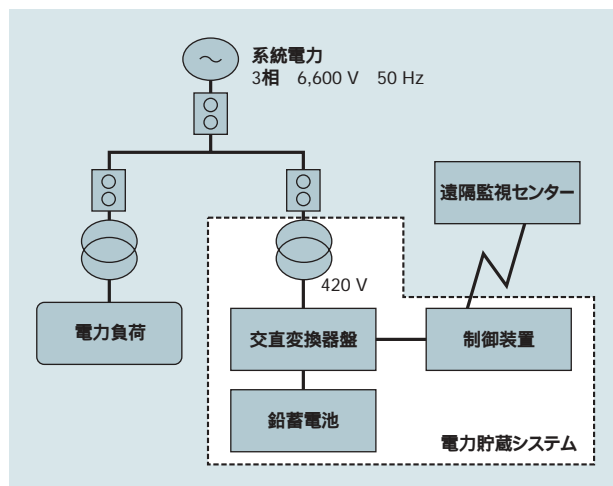 系統電力
3相 6,600 V 50 Hz
遠隔監視センター
420 V
電力負荷
交直変換器盤
制御装置
鉛蓄電池
電力貯蔵システム